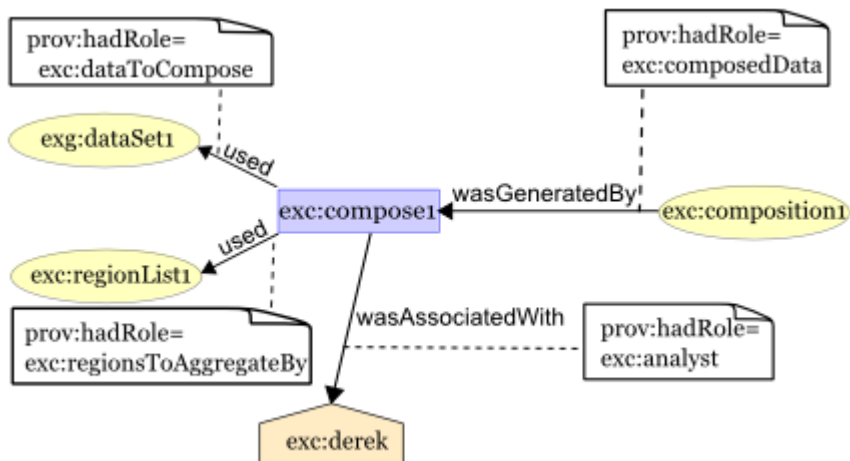 prov:hadRole=
exc:dataToCompose
prov:hadRole=
exc:composedData
exg:dataSet1
used
wasGeneratedBy
exc:compose1
exc:composition1
used
exc:regionList1
prov:hadRole=
exc:regionsToAggregateBy
wasAssociatedWith
prov:hadRole=
exc:analyst
exc:derek